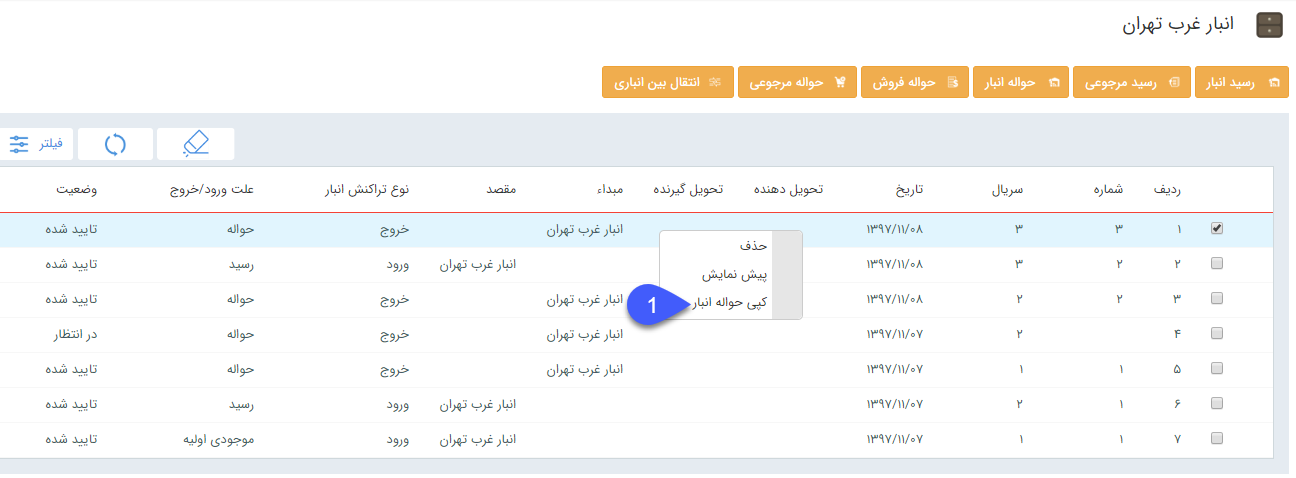 انبار غرب تهران
رسید انبار رسید مرجوعی حواله انبار حواله فروش حواله مرجوعی انتقال بین انباری
فیلتر
ردیف شماره سریال تاریخ تحویل دهنده تحویل گیرنده مبداء مقصد نوع تراکنش انبار علت ورود/خروج وضعیت
۱ ۳ ۳ ۱۳۹۷/۱۱/۰۸ انبار غرب تهران خروج حواله تایید شده
حذف
۲ ۲ ۳ ۱۳۹۷/۱۱/۰۸ انبار غرب تهران ورود رسید تایید شده
پیش نمایش
۳ ۲ ۲ ۱۳۹۷/۱۱/۰۸ انبار غرب تهران خروج حواله تایید شده
کپی حواله انبار
1
۴ ۲ ۱۳۹۷/۱۱/۰۷ انبار غرب تهران خروج حواله در انتظار
۵ ۱ ۱ ۱۳۹۷/۱۱/۰۷ انبار غرب تهران خروج حواله تایید شده
۶ ۱ ۲ ۱۳۹۷/۱۱/۰۷ انبار غرب تهران ورود رسید تایید شده
۷ ۱ ۱ ۱۳۹۷/۱۱/۰۷ انبار غرب تهران ورود موجودی اولیه تایید شده